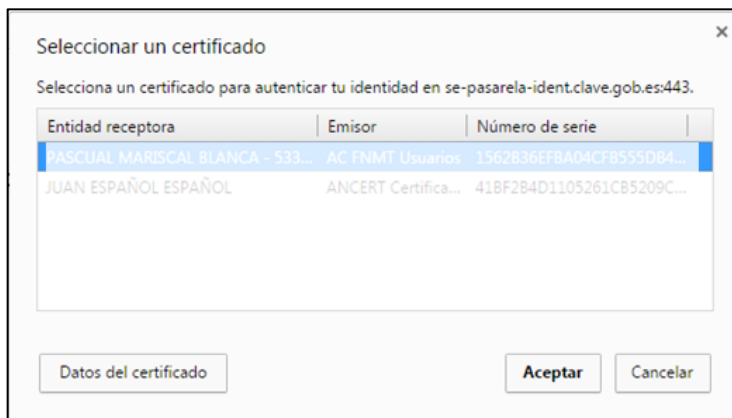 Seleccionar un certificado
Selecciona un certificado para autenticar tu identidad en se-pasarela-ident.clave.gob.es:443.
Entidad receptora Emisor Número de serie
PASCUAL MARISCAL BLANCA - 533... AC FNMT Usuarios 1562B36EFBA04CFB555DB4...
JUAN ESPAÑOL ESPAÑOL ANCERT Certifica... 41BF2B4D1105261CB5209C...
Datos del certificado Aceptar Cancelar